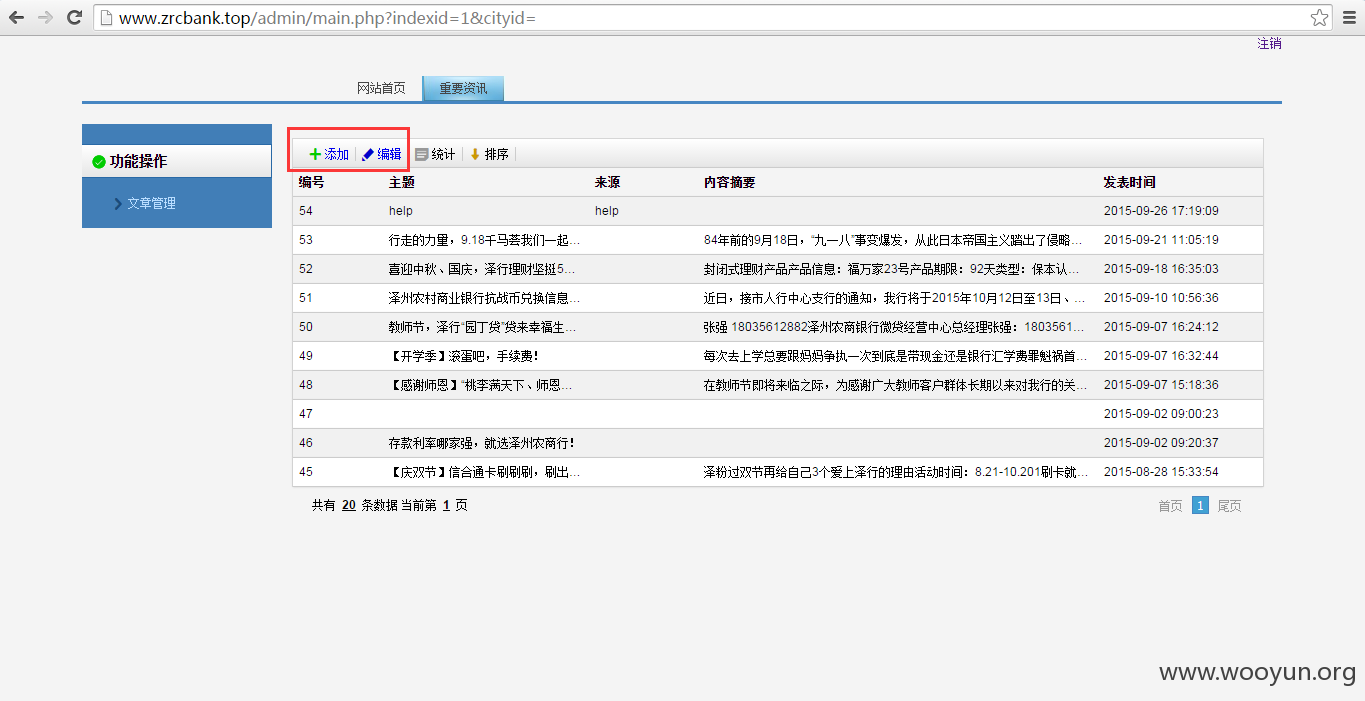 www.zrcbank.top/admin/main.php?indexid=1&cityid=
注销
网站首页 重要资讯
功能操作
文章管理
添加 编辑 统计 排序
编号 主题 来源 内容摘要 发表时间
54 help help 2015-09-26 17:19:09
53 行走的力量，9.18千马荟我们一起... 84年前的9月18日，“九一八”事变爆发，从此日本帝国主义踏出了侵略... 2015-09-21 11:05:19
52 喜迎中秋、国庆，泽行理财坚挺5... 封闭式理财产品产品信息：福万家23号产品期限：92天类型：保本认... 2015-09-18 16:35:03
51 泽州农村商业银行抗战币兑换信息... 近日，接市人行中心支行的通知，我行将于2015年10月12日至13日、... 2015-09-10 10:56:36
50 教师节，泽行“园丁贷”贷来幸福生... 张强 18035612882泽州农商银行微贷经营中心总经理张强：1803561... 2015-09-07 16:24:12
49 【开学季】滚蛋吧，手续费！ 每次去上学总要跟妈妈争执一次到底是带现金还是银行汇学费罪魁祸首... 2015-09-07 16:32:44
48 【感谢师恩】“桃李满天下、师恩... 在教师节即将来临之际，为感谢广大教师客户群体长期以来对我行的关... 2015-09-07 15:18:36
47 2015-09-02 09:00:23
46 存款利率哪家强，就选泽州农商行！ 2015-09-02 09:20:37
45 【庆双节】信合通卡刷刷刷，刷出... 泽粉过双节再给自己3个爱上泽行的理由活动时间：8.21-10.201刷卡就... 2015-08-28 15:33:54
共有 20 条数据 当前第 1 页 首页 1 尾页
www.wooyun.org